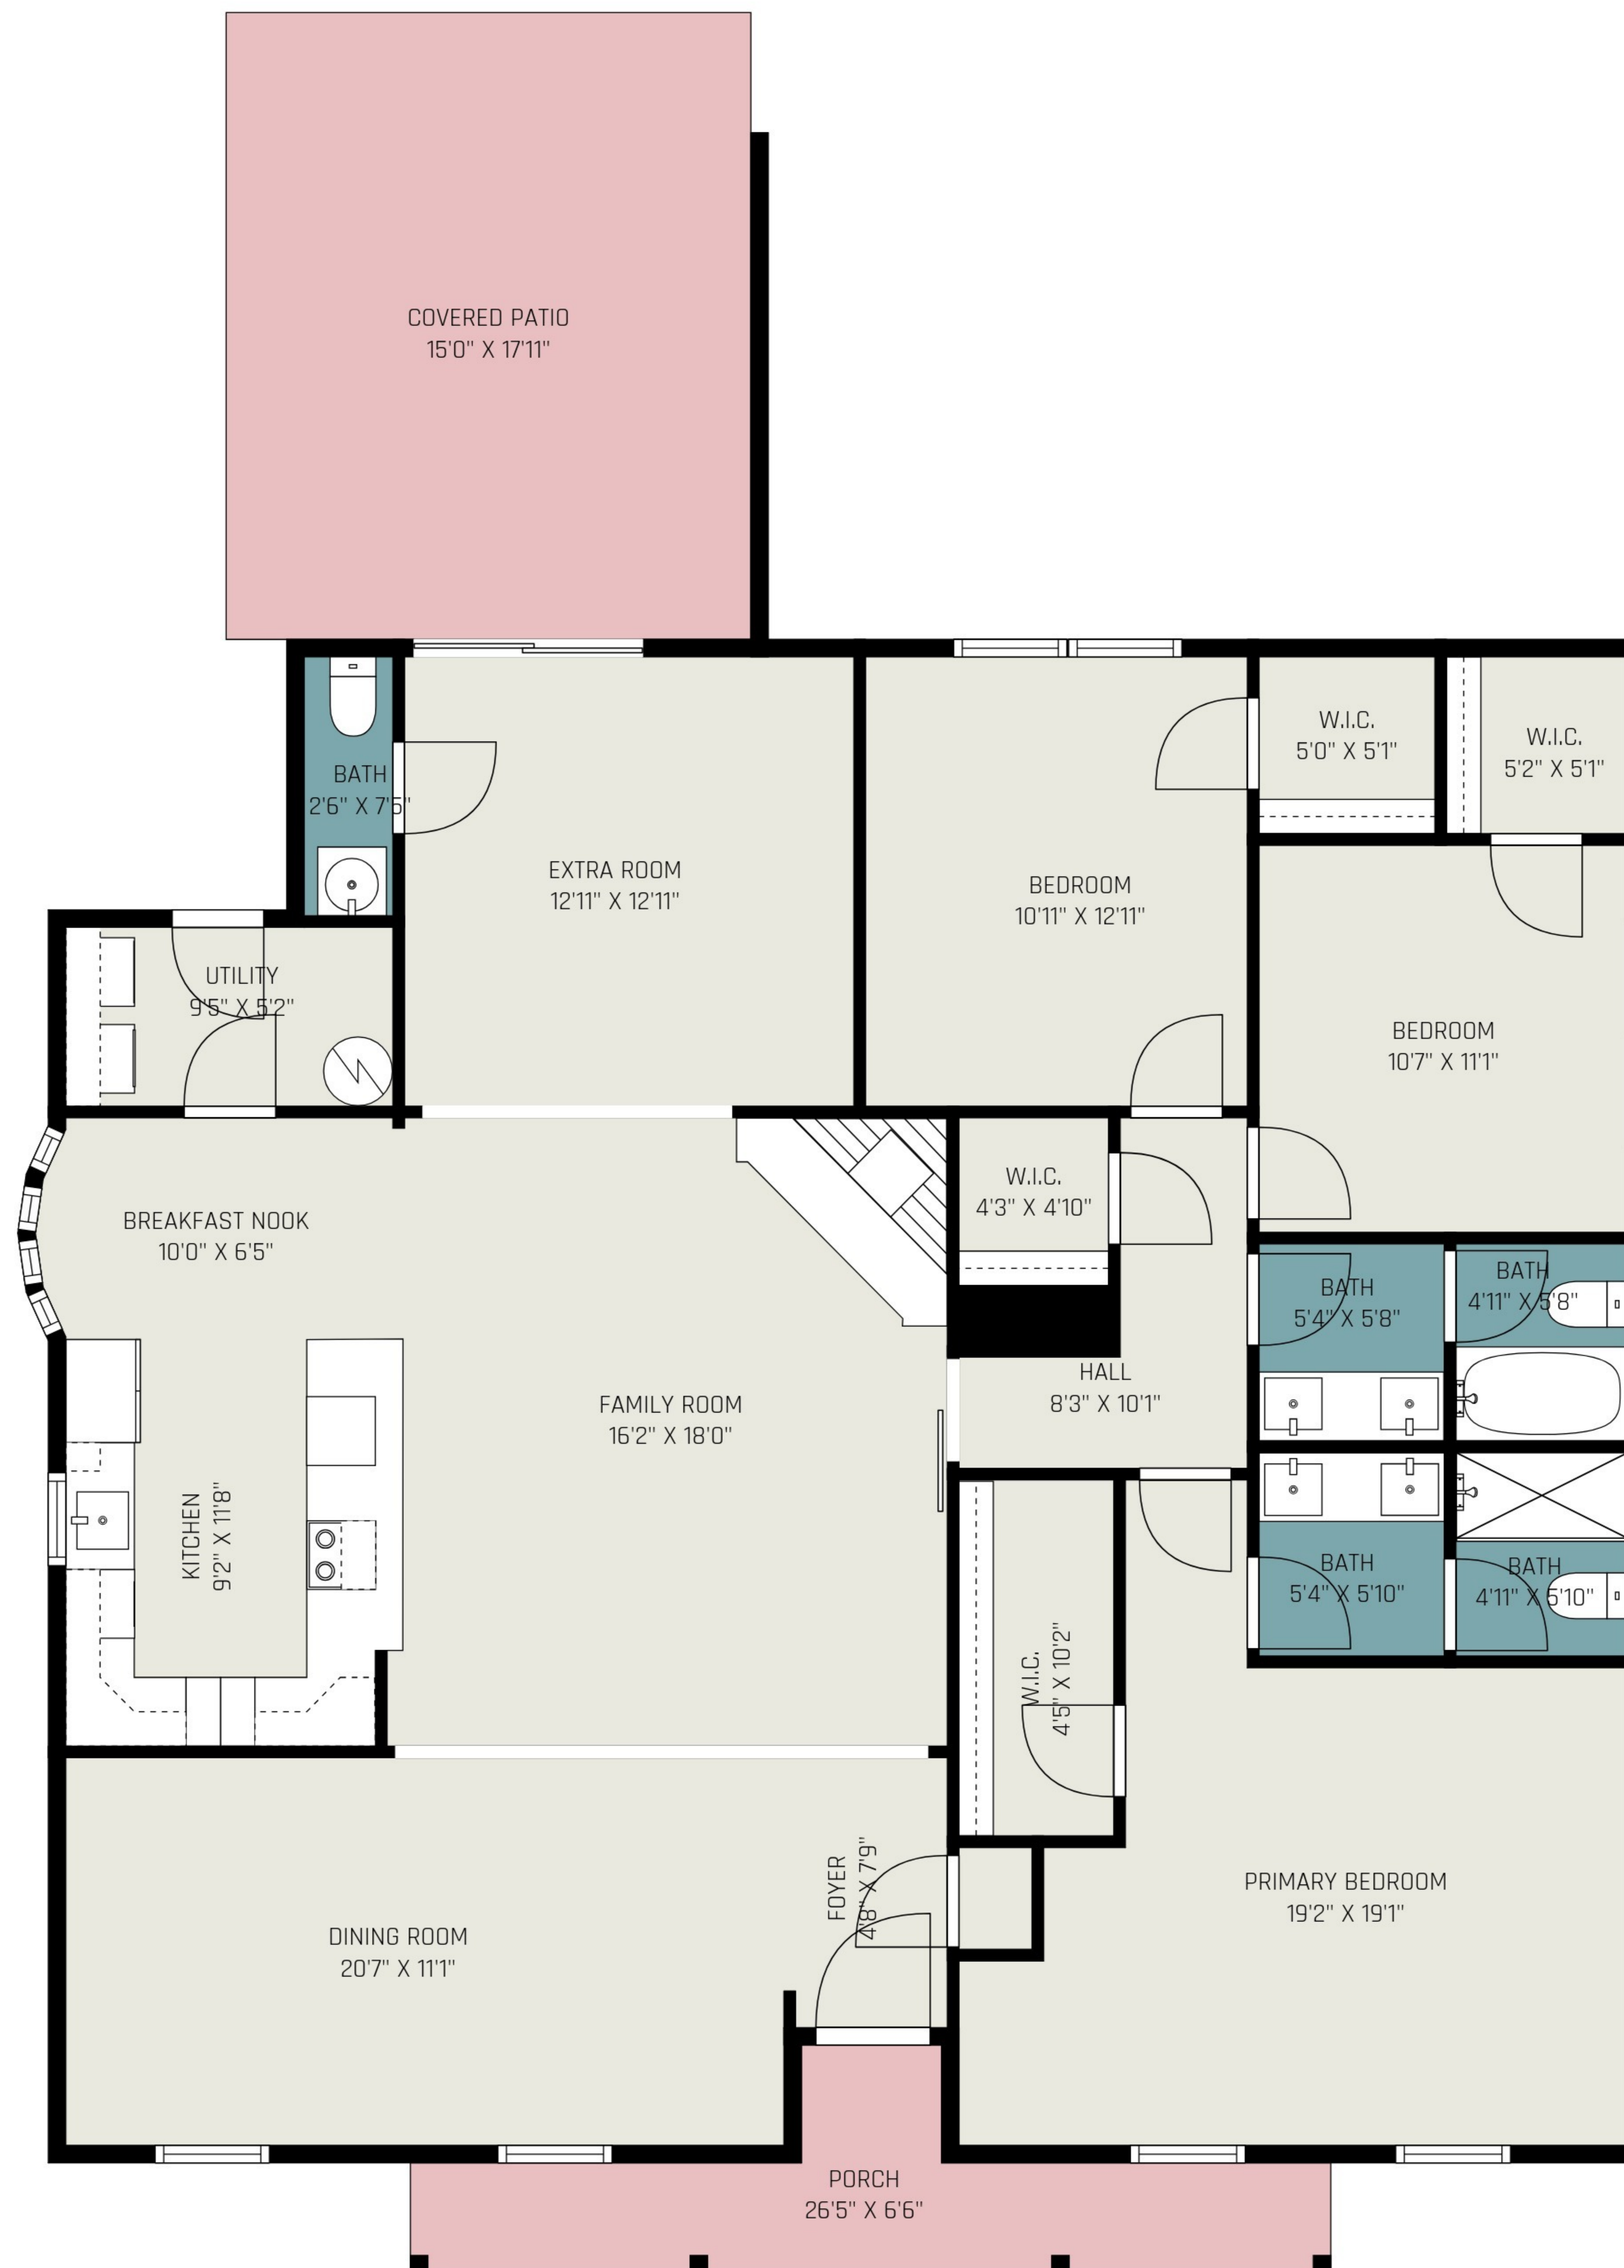 COVERED PATIO
15'0" X 17'11"
BATH
2'6" X 7'5"
EXTRA ROOM
12'11" X 12'11"
BEDROOM
10'11" X 12'11"
W.I.C.
5'0" X 5'1"
W.I.C.
5'2" X 5'1"
UTILITY
9'5" X 5'2"
BEDROOM
10'7" X 11'1"
BREAKFAST NOOK
10'0" X 6'5"
W.I.C.
4'3" X 4'10"
BATH
5'4" X 5'8"
BATH
4'11" X 5'8"
FAMILY ROOM
16'2" X 18'0"
HALL
8'3" X 10'1"
KITCHEN
9'2" X 11'8"
BATH
5'4" X 5'10"
BATH
4'11" X 5'10"
W.I.C.
4'5" X 10'2"
FOYER
4'8" X 7'9"
PRIMARY BEDROOM
19'2" X 19'1"
DINING ROOM
20'7" X 11'1"
PORCH
26'5" X 6'6"